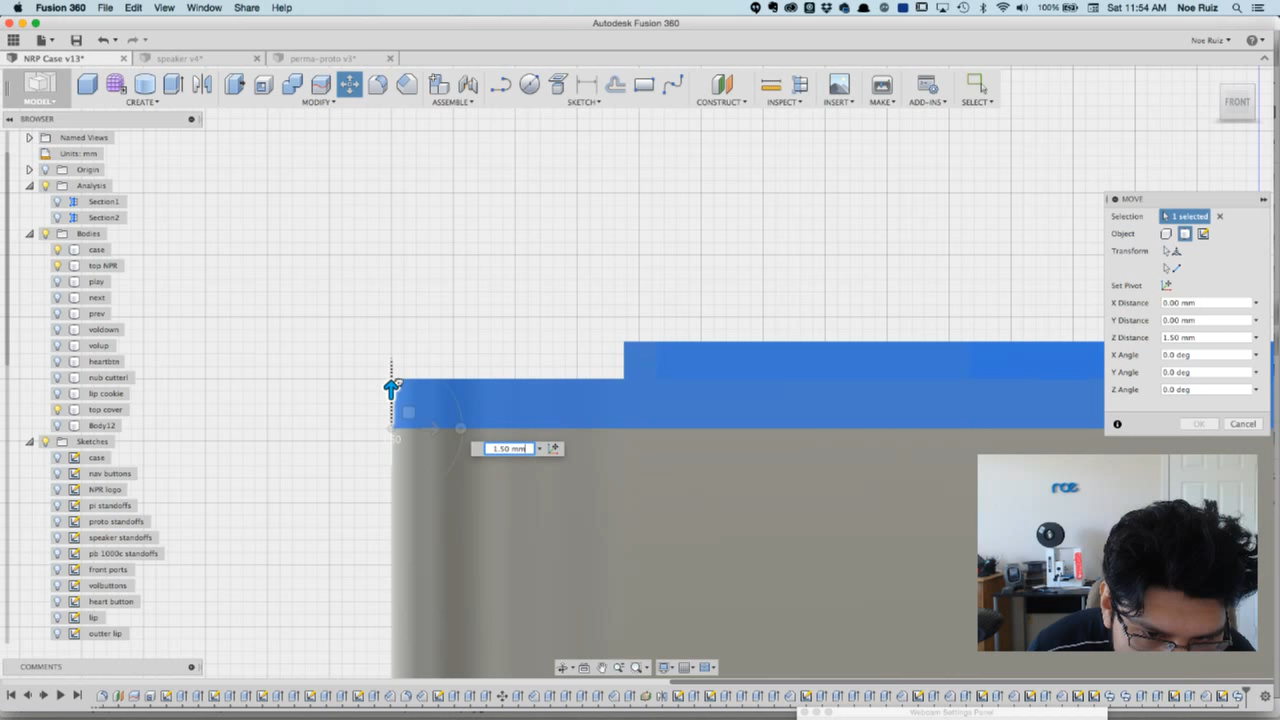 Fusion 360 File Edit View Window Share Help
100% Sat 11:54 AM Noe Ruiz
Autodesk Fusion 360
Noe Ruiz
NRP Case v13*
speaker v4*
perma-proto v3*
MODEL
CREATE
MODIFY
ASSEMBLE
SKETCH
CONSTRUCT
INSPECT
INSERT
MAKE
ADD-INS
SELECT
BROWSER
Named Views
Units: mm
Origin
Analysis
Section1
Section2
Bodies
case
top NPR
play
next
prev
voldown
volup
heartbtn
nub cutterl
lip cookie
top cover
Body12
Sketches
case
nav buttons
NPR logo
pi standoffs
proto standoffs
speaker standoffs
pb 1000c standoffs
front ports
volbuttons
heart button
lip
outter lip
COMMENTS
FRONT
1.50 mm
MOVE
Selection 1 selected
Object
Transform
Set Pivot
X Distance 0.00 mm
Y Distance 0.00 mm
Z Distance 1.50 mm
X Angle 0.0 deg
Y Angle 0.0 deg
Z Angle 0.0 deg
OK Cancel
noe
Webcam Settings Panel